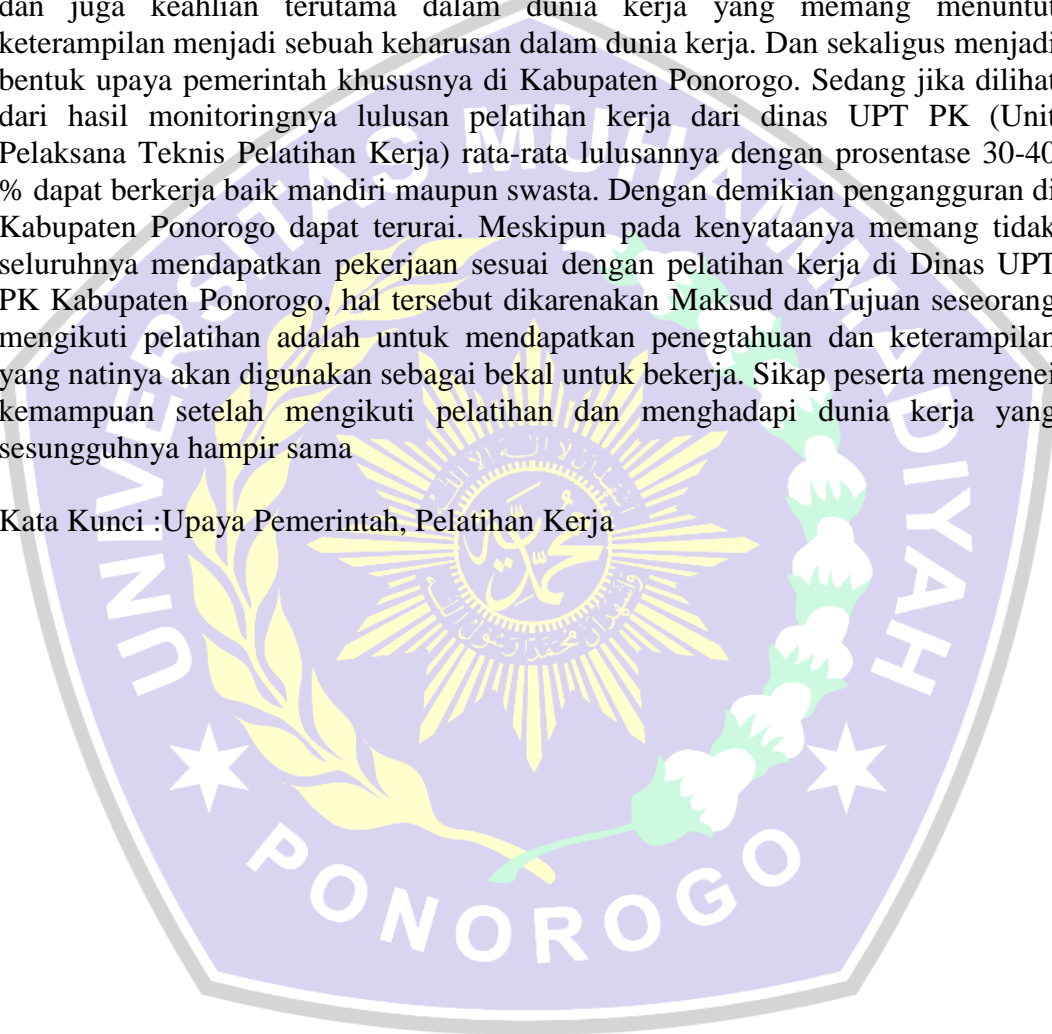 dan juga keahlian terutama dalam dunia kerja yang memang menuntut
keterampilan menjadi sebuah keharusan dalam dunia kerja. Dan sekaligus menjadi
bentuk upaya pemerintah khususnya di Kabupaten Ponorogo. Sedang jika dilihat
dari hasil monitoringnya lulusan pelatihan kerja dari dinas UPT PK (Unit
Pelaksana Teknis Pelatihan Kerja) rata-rata lulusannya dengan prosentase 30-40
% dapat berkerja baik mandiri maupun swasta. Dengan demikian pengangguran di
Kabupaten Ponorogo dapat terurai. Meskipun pada kenyataanya memang tidak
seluruhnya mendapatkan pekerjaan sesuai dengan pelatihan kerja di Dinas UPT
PK Kabupaten Ponorogo, hal tersebut dikarenakan Maksud danTujuan seseorang
mengikuti pelatihan adalah untuk mendapatkan penegtahuan dan keterampilan
yang natinya akan digunakan sebagai bekal untuk bekerja. Sikap peserta mengenei
kemampuan setelah mengikuti pelatihan dan menghadapi dunia kerja yang
sesungguhnya hampir sama
Kata Kunci :Upaya Pemerintah, Pelatihan Kerja
UNIVERSITAS MUHAMMADIYAH
PONOROGO
محمد